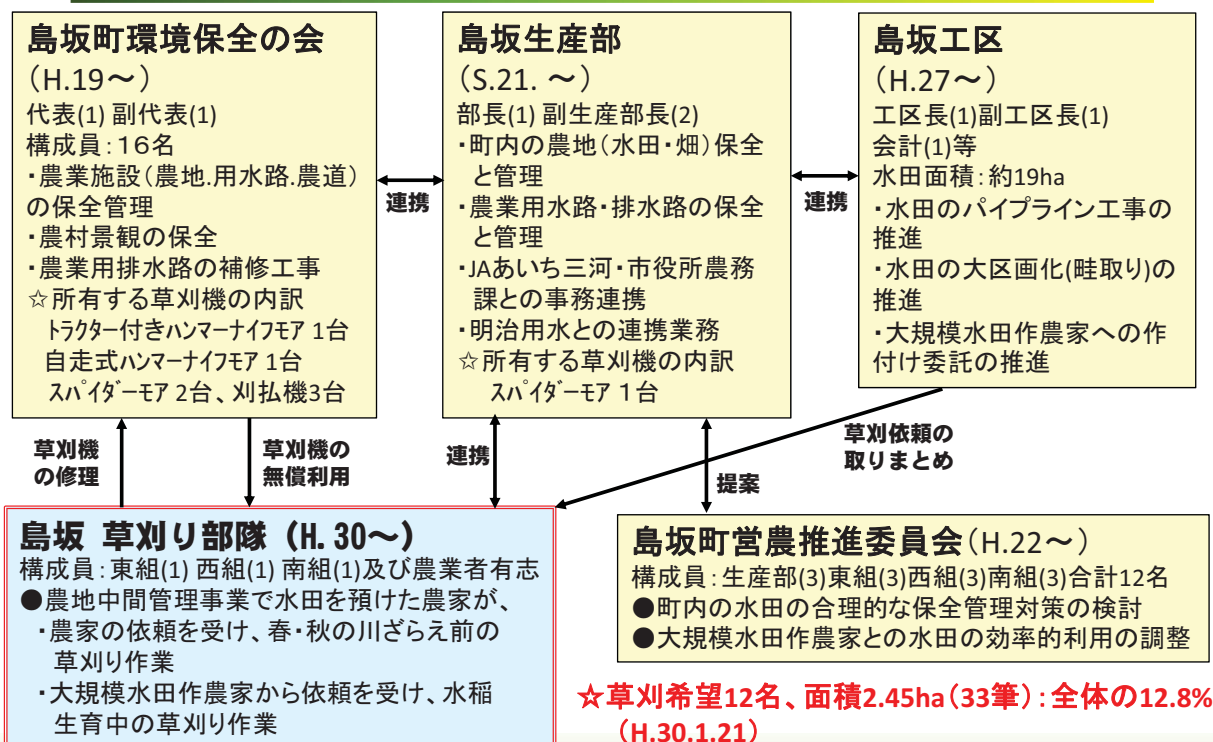 島坂町環境保全の会
（H.19～）
代表(1) 副代表(1)
構成員：１６名
・農業施設（農地.用水路.農道）
の保全管理
・農村景観の保全
・農業用排水路の補修工事
☆所有する草刈機の内訳
トラクター付きハンマーナイフモア 1台
自走式ハンマーナイフモア 1台
スパイダーモア 2台、刈払機3台
連携
島坂生産部
（S.21. ～）
部長(1) 副生産部長(2)
・町内の農地（水田・畑）保全
と管理
・農業用水路・排水路の保全
と管理
・JAあいち三河・市役所農務
課との事務連携
・明治用水との連携業務
☆所有する草刈機の内訳
スパイダーモア 1台
連携
島坂工区
（H.27～）
工区長(1)副工区長(1)
会計(1)等
水田面積：約19ha
・水田のパイプライン工事の
推進
・水田の大区画化(畦取り)の
推進
・大規模水田作農家への作
付け委託の推進
草刈機
の修理
草刈機の
無償利用
連携
提案
草刈依頼の
取りまとめ
島坂 草刈り部隊（H.30～）
構成員：東組(1) 西組(1) 南組(1)及び農業者有志
●農地中間管理事業で水田を預けた農家が、
・農家の依頼を受け、春・秋の川ざらえ前の
草刈り作業
・大規模水田作農家から依頼を受け、水稲
生育中の草刈り作業
島坂町営農推進委員会（H.22～）
構成員：生産部(3)東組(3)西組(3)南組(3)合計12名
●町内の水田の合理的な保全管理対策の検討
●大規模水田作農家との水田の効率的利用の調整
☆草刈希望12名、面積2.45ha（33筆）：全体の12.8%
（H.30.1.21）